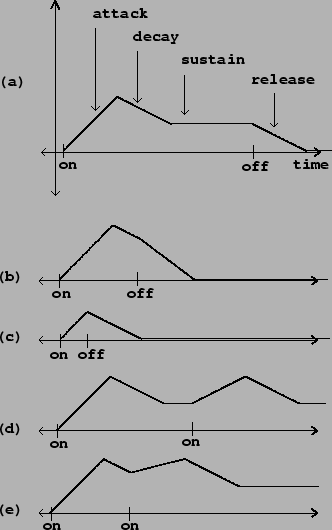 attack
decay
sustain
release
(a)
on off time
(b)
on off
(c)
on off
(d)
on on
(e)
on on